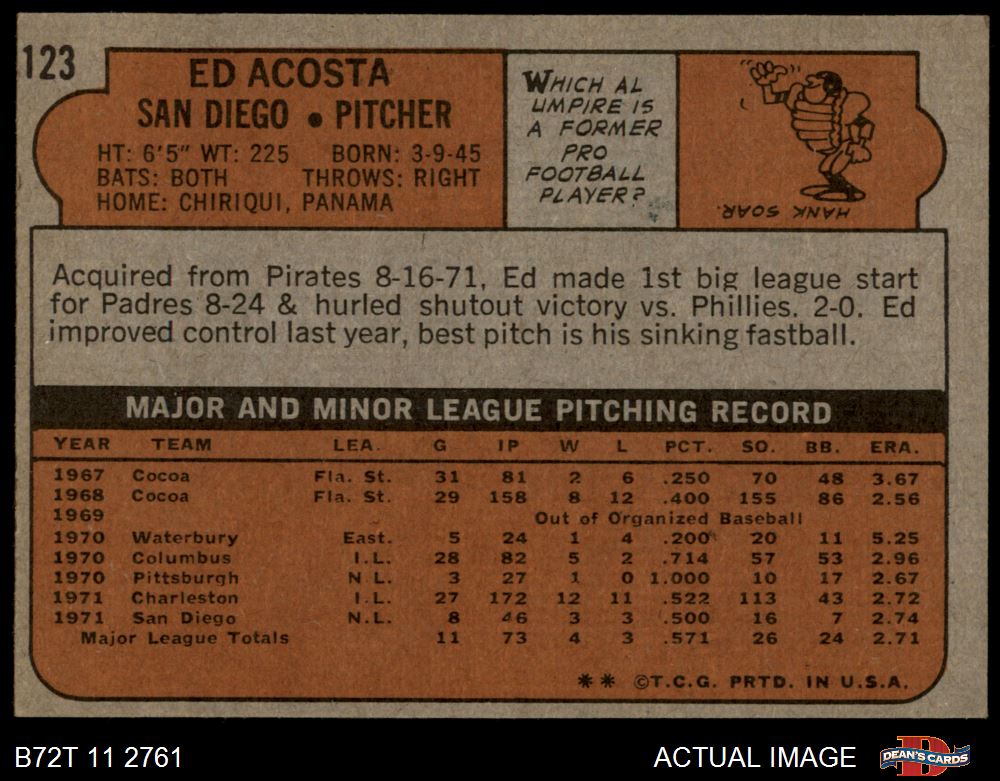 123
ED ACOSTA
SAN DIEGO • PITCHER
HT: 6'5" WT: 225 BORN: 3-9-45
BATS: BOTH THROWS: RIGHT
HOME: CHIRIQUI, PANAMA
WHICH AL
UMPIRE IS
A FORMER
PRO
FOOTBALL
PLAYER?
HANK SOAR.
Acquired from Pirates 8-16-71, Ed made 1st big league start
for Padres 8-24 & hurled shutout victory vs. Phillies. 2-0. Ed
improved control last year, best pitch is his sinking fastball.
MAJOR AND MINOR LEAGUE PITCHING RECORD
YEAR TEAM LEA. G IP W L PCT. SO. BB. ERA.
1967 Cocoa Fla. St. 31 81 2 6 .250 70 48 3.67
1968 Cocoa Fla. St. 29 158 8 12 .400 155 86 2.56
1969 Out of Organized Baseball
1970 Waterbury East. 5 24 1 4 .200 20 11 5.25
1970 Columbus I.L. 28 82 5 2 .714 57 53 2.96
1970 Pittsburgh N L. 3 27 1 0 1.000 10 17 2.67
1971 Charleston I.L. 27 172 12 11 .522 113 43 2.72
1971 San Diego N.L. 8 46 3 3 .500 16 7 2.74
Major League Totals 11 73 4 3 .571 26 24 2.71
** ©T.C.G. PRTD. IN U.S.A.
B72T 11 2761
ACTUAL IMAGE
D
DEAN'S CARDS